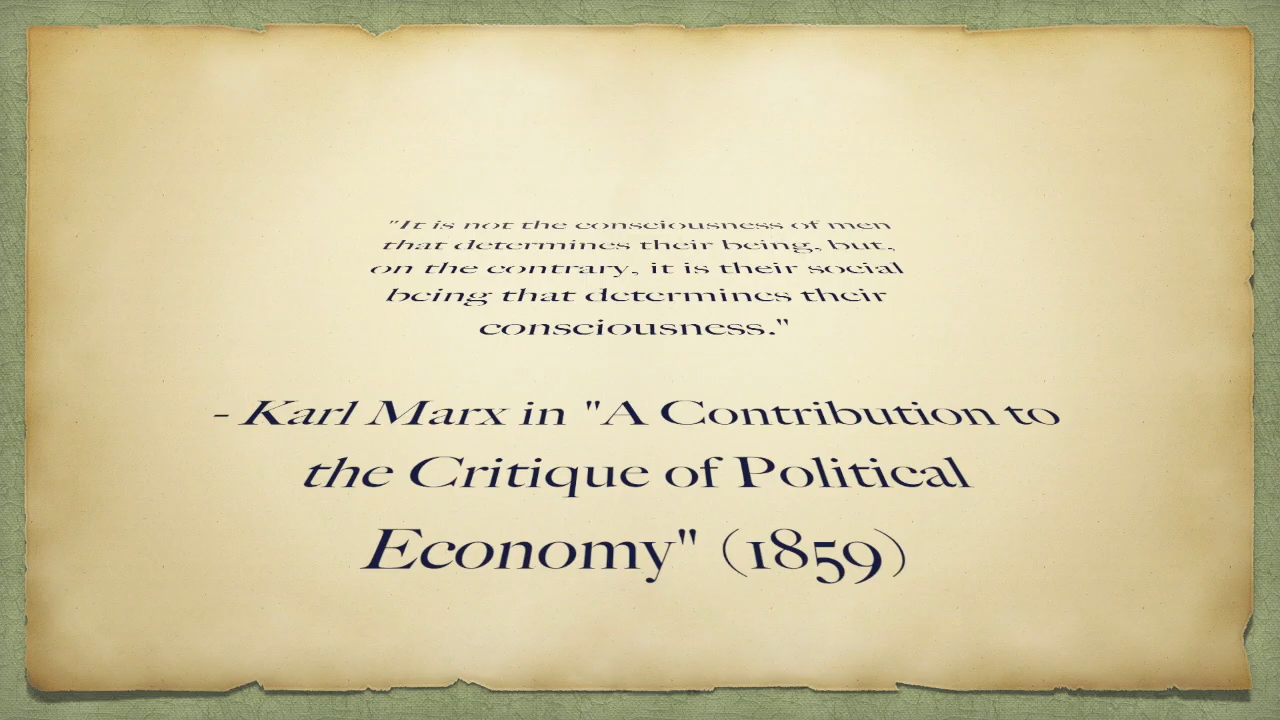 "It is not the consciousness of men
that determines their being, but,
on the contrary, it is their social
being that determines their
consciousness."
- Karl Marx in "A Contribution to
the Critique of Political
Economy" (1859)